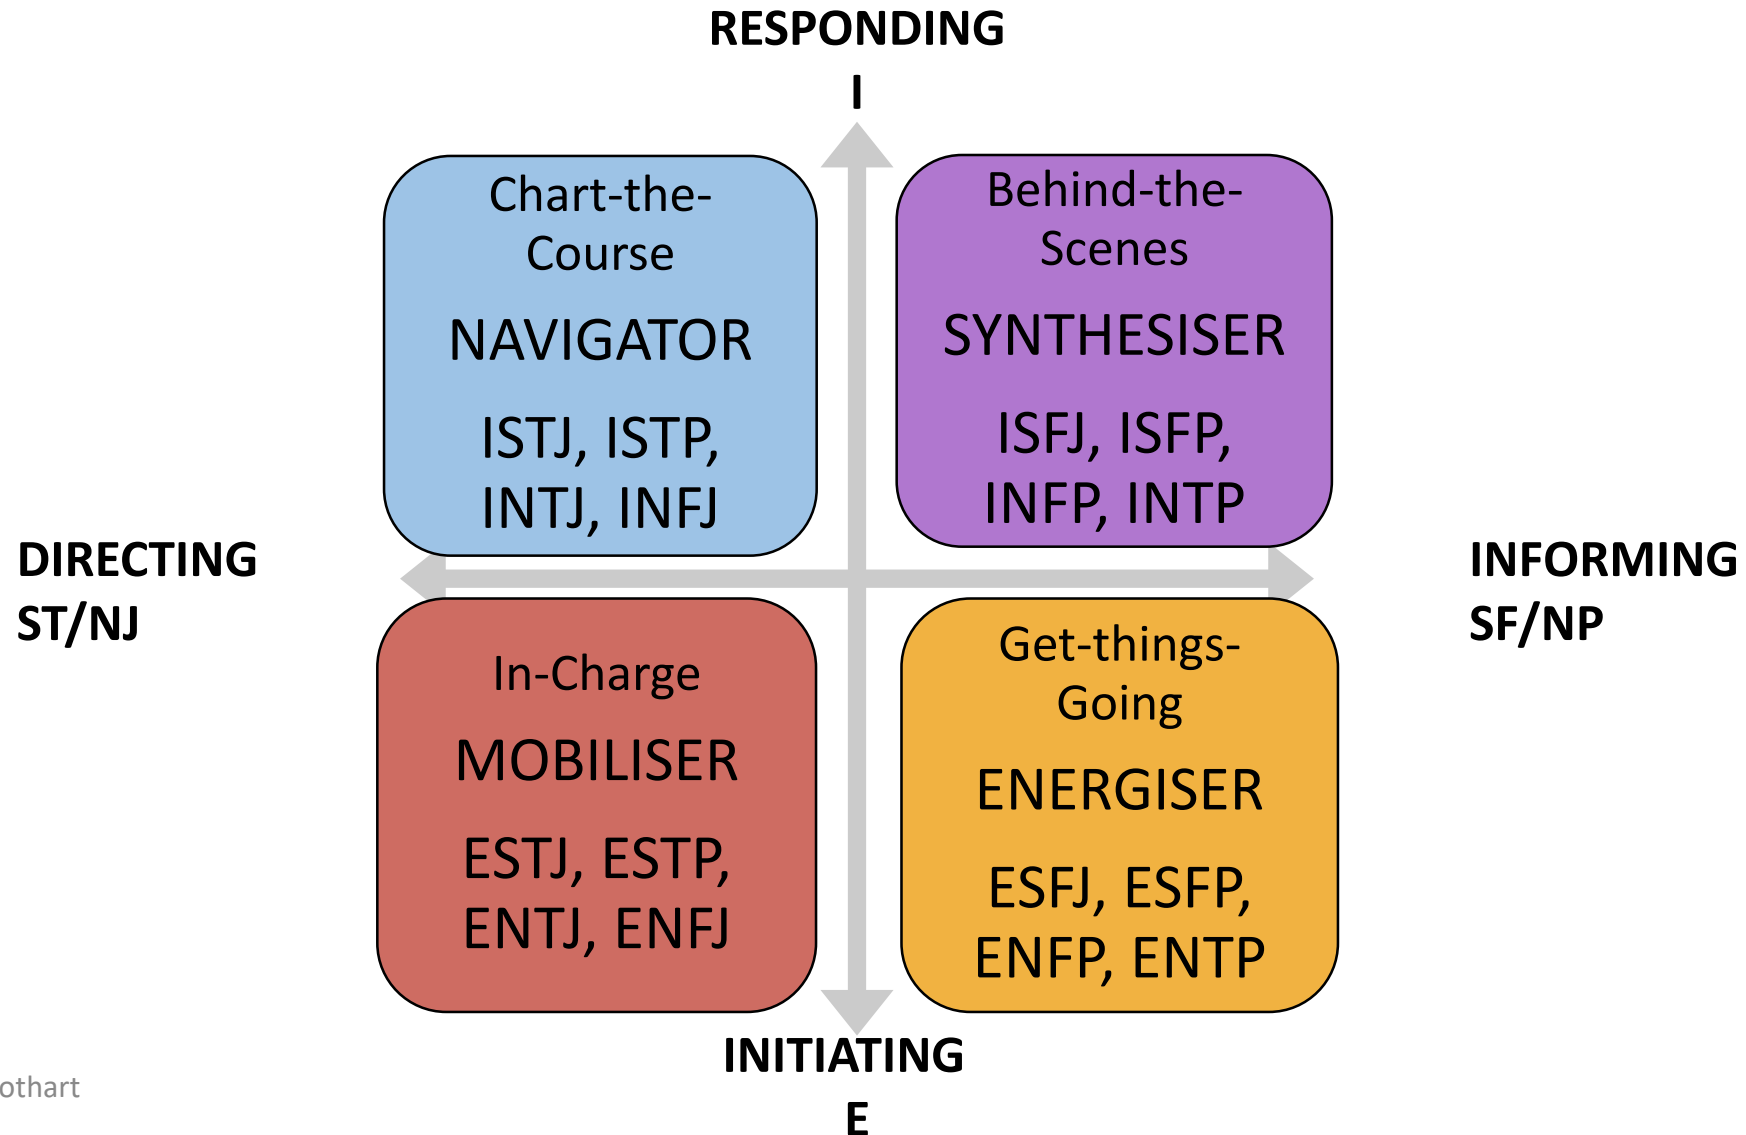 RESPONDING
I
Chart-the-
Course
NAVIGATOR
ISTJ, ISTP,
INTJ, INFJ
Behind-the-
Scenes
SYNTHESISER
ISFJ, ISFP,
INFP, INTP
DIRECTING
ST/NJ
INFORMING
SF/NP
In-Charge
MOBILISER
ESTJ, ESTP,
ENTJ, ENFJ
Get-things-
Going
ENERGISER
ESFJ, ESFP,
ENFP, ENTP
INITIATING
E
othart